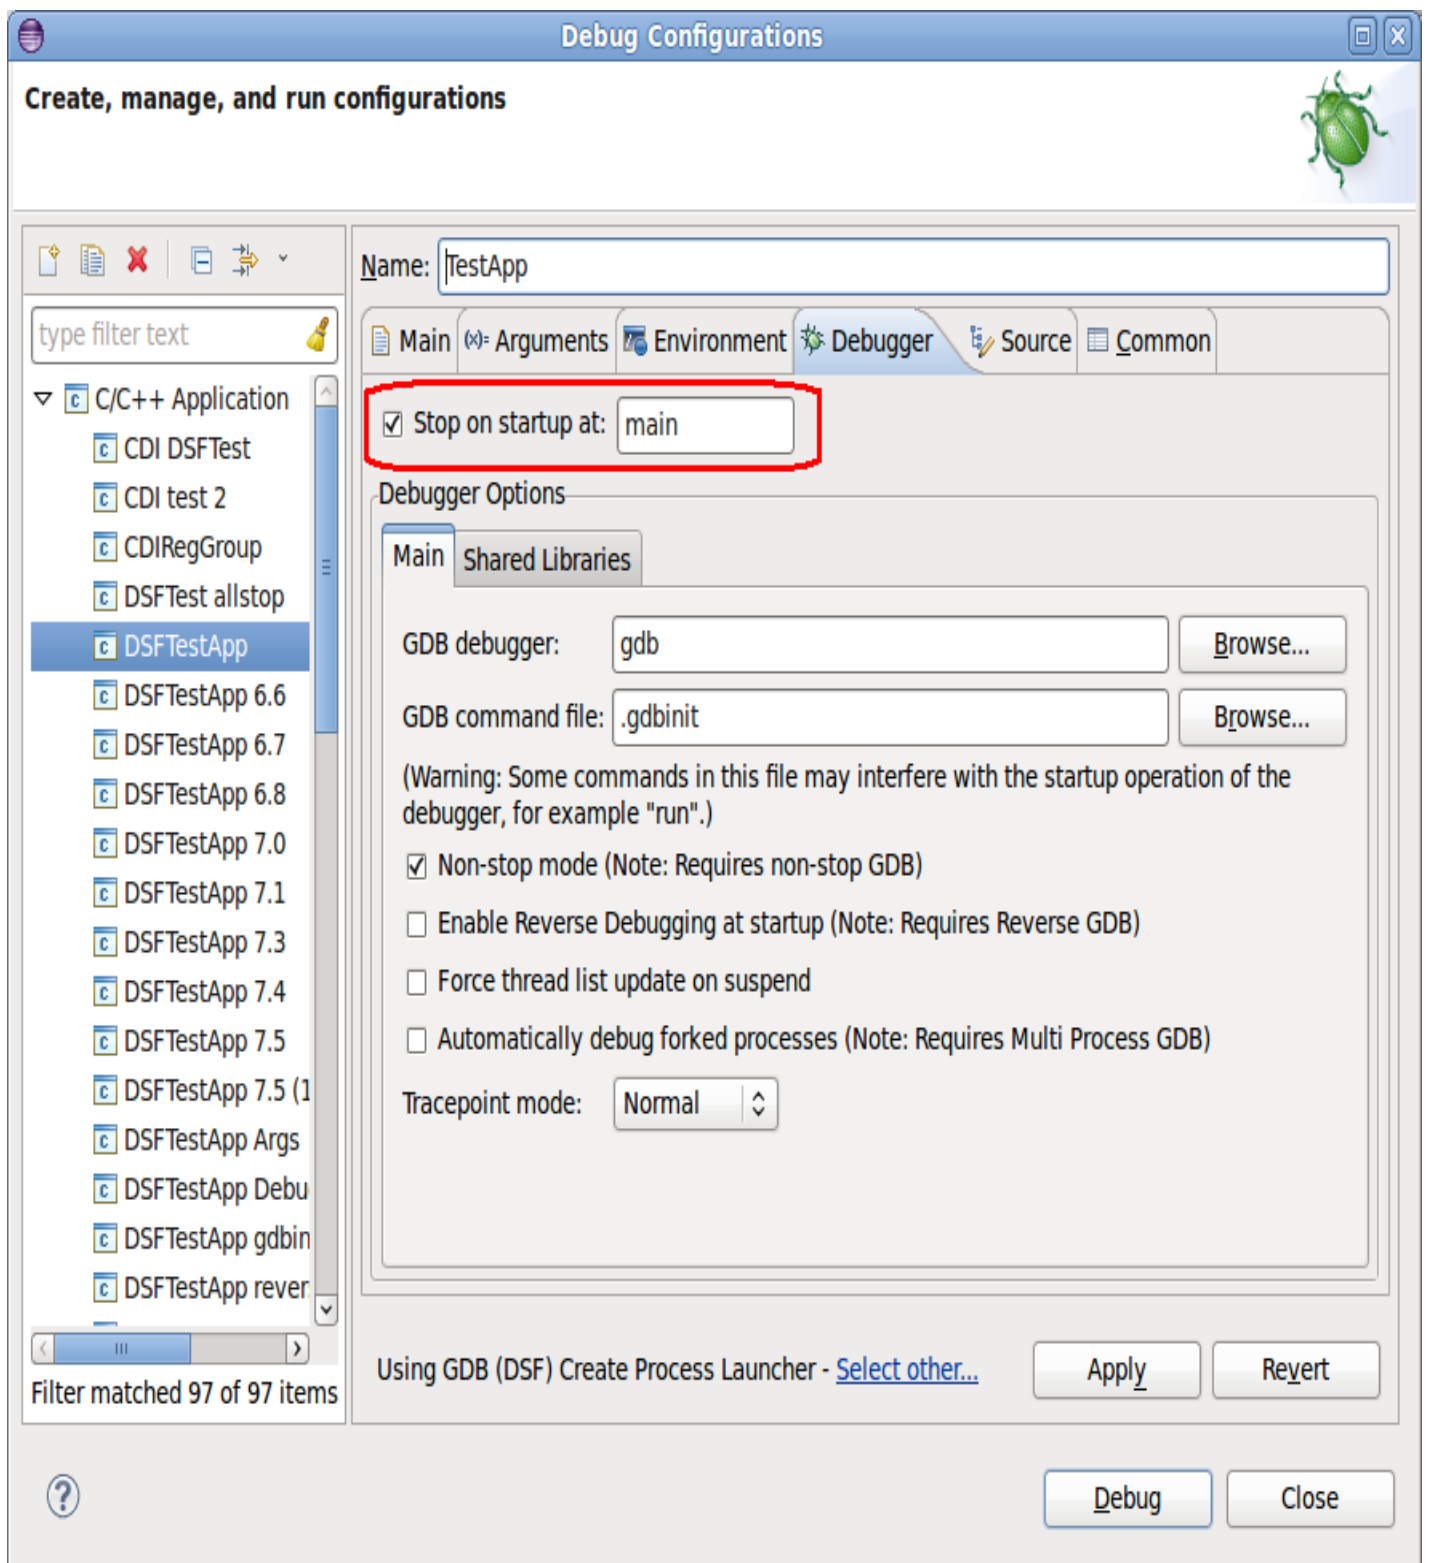 Debug Configurations
Create, manage, and run configurations
type filter text
C/C++ Application
CDI DSFTest
CDI test 2
CDIRegGroup
DSFTest allstop
DSFTestApp
DSFTestApp 6.6
DSFTestApp 6.7
DSFTestApp 6.8
DSFTestApp 7.0
DSFTestApp 7.1
DSFTestApp 7.3
DSFTestApp 7.4
DSFTestApp 7.5
DSFTestApp 7.5 (1
DSFTestApp Args
DSFTestApp Debu
DSFTestApp gdbin
DSFTestApp rever
Filter matched 97 of 97 items
Name: TestApp
Main (x)= Arguments Environment Debugger Source Common
Stop on startup at: main
Debugger Options
Main Shared Libraries
GDB debugger: gdb Browse...
GDB command file: .gdbinit Browse...
(Warning: Some commands in this file may interfere with the startup operation of the
debugger, for example "run".)
Non-stop mode (Note: Requires non-stop GDB)
Enable Reverse Debugging at startup (Note: Requires Reverse GDB)
Force thread list update on suspend
Automatically debug forked processes (Note: Requires Multi Process GDB)
Tracepoint mode: Normal
Using GDB (DSF) Create Process Launcher - Select other... Apply Revert
? Debug Close